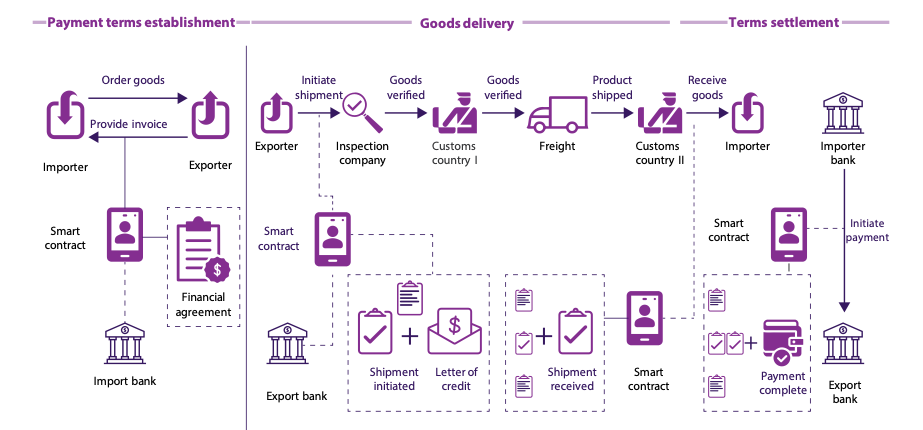 Payment terms establishment
Goods delivery
Terms settlement
Order goods
Provide invoice
Importer
Exporter
Smart
contract
Financial
agreement
Import bank
Initiate
shipment
Goods
verified
Goods
verified
Product
shipped
Receive
goods
Exporter
Inspection
company
Customs
country I
Freight
Customs
country II
Importer
Importer
bank
Smart
contract
Export bank
Shipment
initiated
Letter of
credit
Shipment
received
Smart
contract
Smart
contract
Initiate
payment
Payment
complete
Export
bank